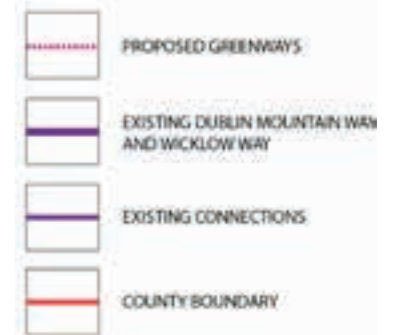 PROPOSED GREENWAYS
EXISTING DUBLIN MOUNTAIN WAY
AND WICKLOW WAY
EXISTING CONNECTIONS
COUNTY BOUNDARY